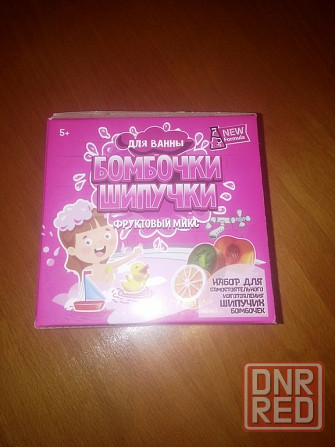 5+
NEW
Formula
ДЛЯ ВАННЫ
БОМБОЧКИ
ШИПУЧКИ
ФРУКТОВЫЙ МИКС
НАБОР ДЛЯ
САМОСТОЯТЕЛЬНОГО
ИЗГОТОВЛЕНИЯ
ШИПУЧИХ
БОМБОЧЕК
DNR
RED